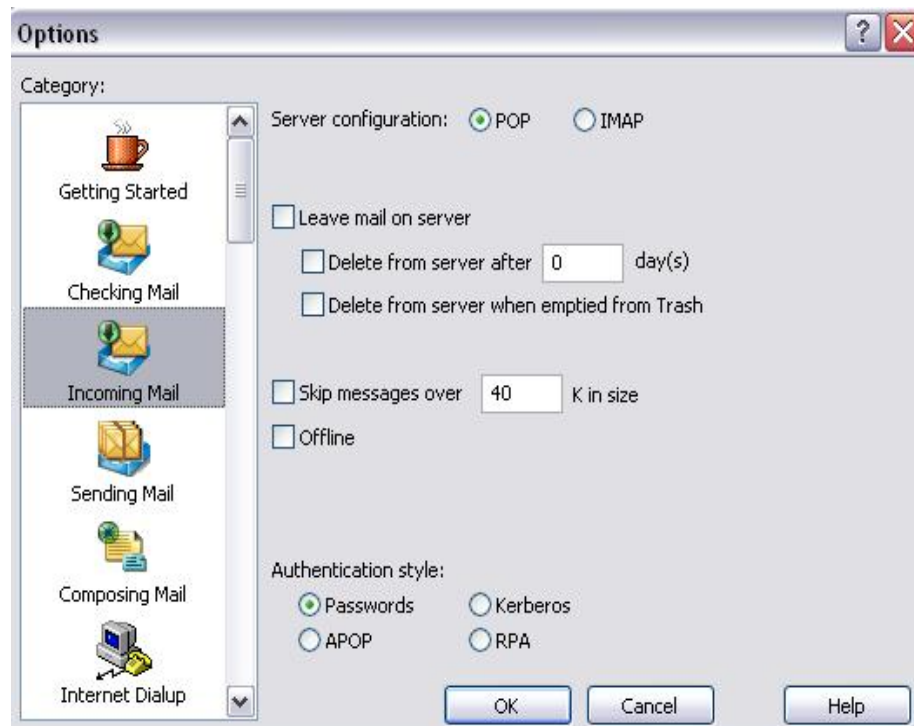 Options
Category:
Getting Started
Checking Mail
Incoming Mail
Sending Mail
Composing Mail
Internet Dialup
Server configuration: POP IMAP
Leave mail on server
Delete from server after 0 day(s)
Delete from server when emptied from Trash
Skip messages over 40 K in size
Offline
Authentication style:
Passwords Kerberos
APOP RPA
OK Cancel Help